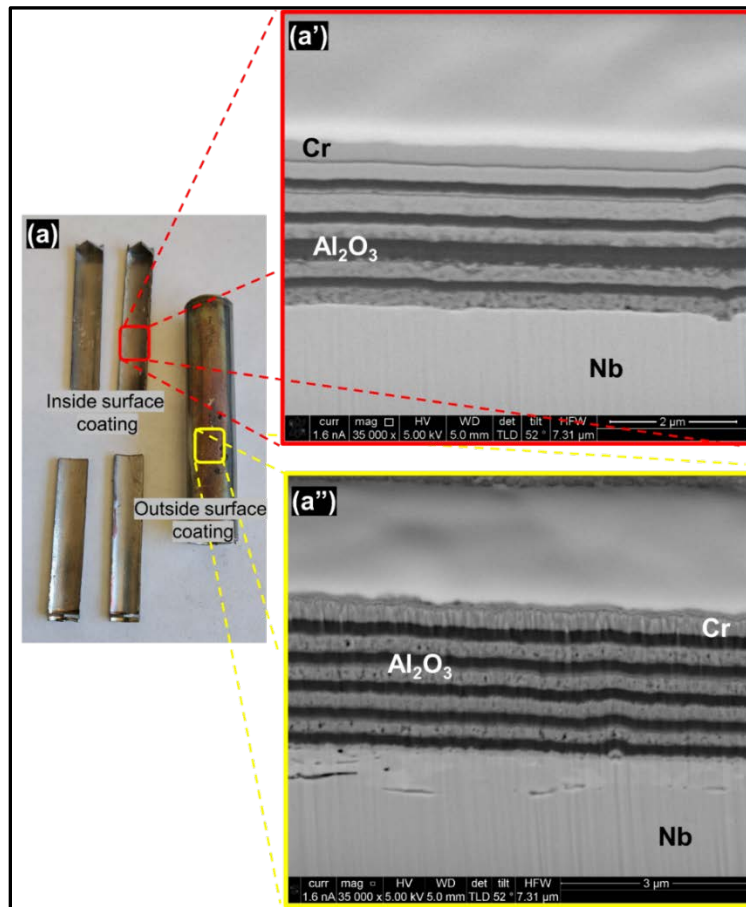 (a)
Inside surface
coating
Outside surface
coating
(a')
Cr
Al₂O₃
Nb
curr mag HV WD det tilt HFW 2 μm
1.6 nA 35 000 x 5.00 kV 5.0 mm TLD 52 ° 7.31 μm
(a")
Cr
Al₂O₃
Nb
curr mag HV WD det tilt HFW 3 μm
1.6 nA 35 000 x 5.00 kV 5.0 mm TLD 52 ° 7.31 μm